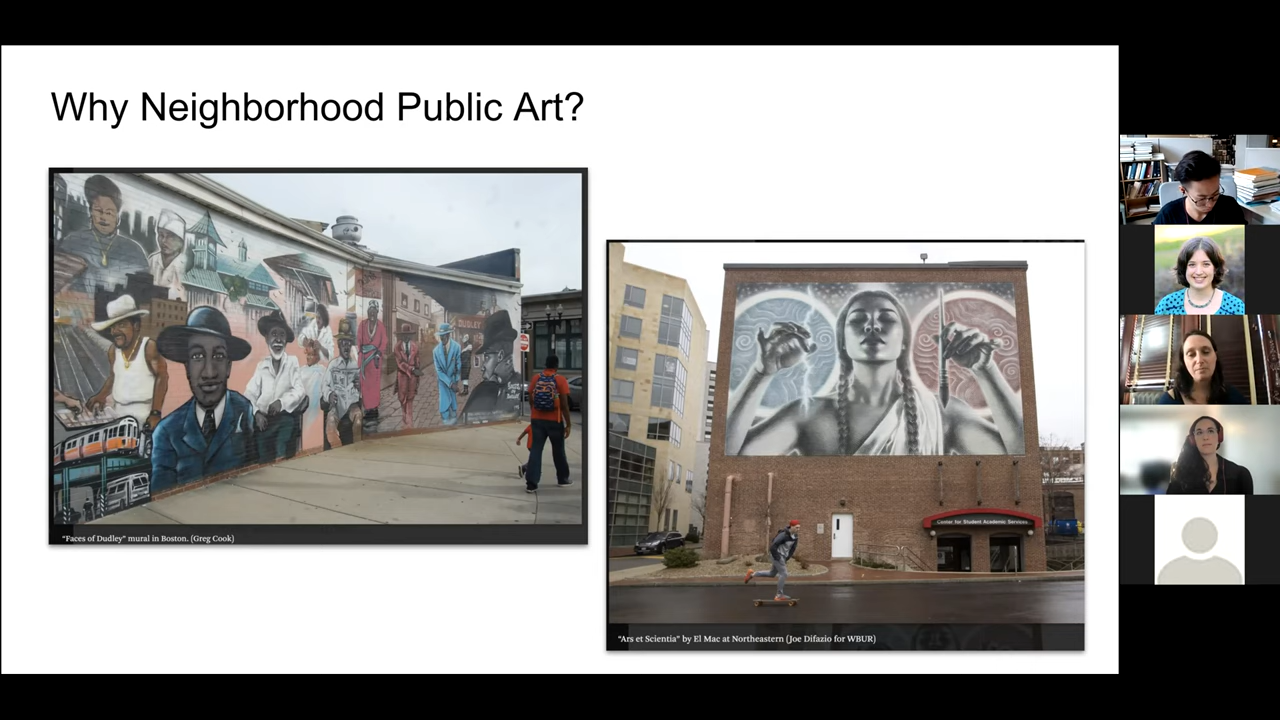 Why Neighborhood Public Art?
DUDLEY
"Faces of Dudley" mural in Boston. (Greg Cook)
Center for Student Academic Services
"Ars et Scientia" by El Mac at Northeastern (Joe Difazio for WBUR)